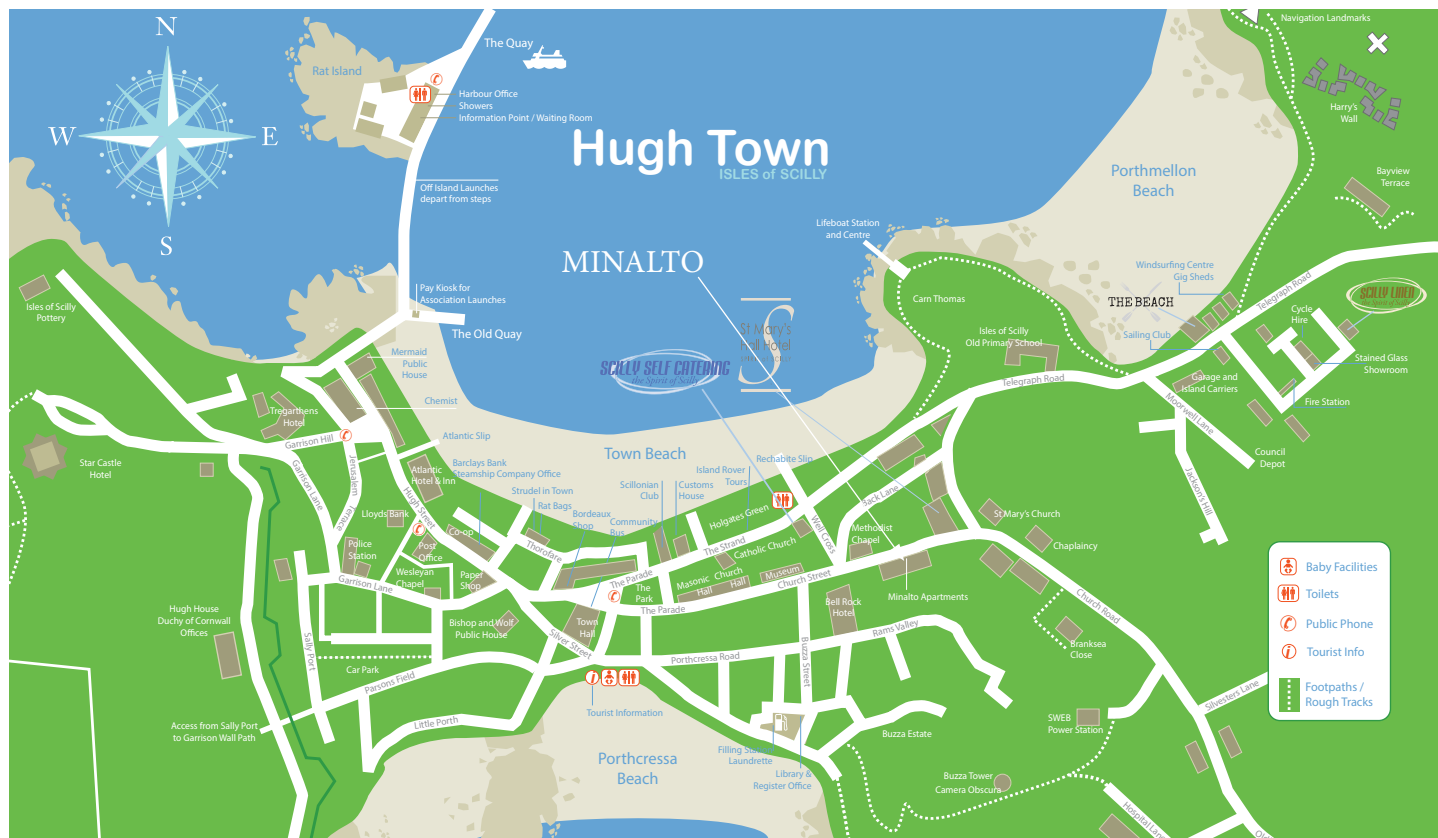 N
W
E
S
Rat Island
The Quay
Harbour Office
Showers
Information Point / Waiting Room
Hugh Town
ISLES of SCILLY
Off Island Launches
depart from steps
Pay Kiosk for
Association Launches
The Old Quay
MINALTO
Navigation Landmarks
Harry's
Wall
Bayview
Terrace
Porthmellon
Beach
Lifeboat Station
and Centre
Carn Thomas
Windsurfing Centre
Gig Sheds
THE BEACH
Sailing Club
Isles of Scilly
Old Primary School
Telegraph Road
Telegraph Road
Cycle
Hire
SCILLY LINEN
the Spirit of Scilly
Stained Glass
Showroom
Garage and
Island Carriers
Fire Station
Moorwell Lane
Council
Depot
Jackson's Hill
St Mary's
Hall Hotel
SCILLY SELF CATERING
the Spirit of Scilly
Isles of Scilly
Pottery
Mermaid
Public
House
Chemist
Tregarthens
Hotel
Garrison Hill
Star Castle
Hotel
Atlantic Slip
Atlantic
Hotel & Inn
Barclays Bank
Steamship Company Office
Strudel in Town
Rat Bags
Bordeaux
Shop
Community
Bus
Town Beach
Scillonian
Club
Customs
House
Island Rover
Tours
Rechabite Slip
Holgates Green
Garrison Lane
Jerusalem
Terrace
Hugh Street
Lloyds Bank
Post
Office
Co-op
Police
Station
Wesleyan
Chapel
Garrison Lane
Paper
Shop
Thorofare
The Parade
The
Park
The Parade
The Strand
Catholic Church
Masonic
Hall
Church
Hall
Museum
Church Street
Well Cross
Back Lane
Methodist
Chapel
St Mary's Church
Chaplaincy
Minalto Apartments
Bell Rock
Hotel
Rams Valley
Church Road
Branksea
Close
Hugh House
Duchy of Cornwall
Offices
Sally Port
Car Park
Parsons Field
Little Porth
Bishop and Wolf
Public House
Silver Street
Town
Hall
Porthcressa Road
Buzza Street
Access from Sally Port
to Garrison Wall Path
Tourist Information
Porthcressa
Beach
Filling Station
Laundrette
Library &
Register Office
Buzza Estate
Buzza Tower
Camera Obscura
SWEB
Power Station
Silvesters Lane
Hospital Lane
Baby Facilities
Toilets
Public Phone
Tourist Info
Footpaths /
Rough Tracks